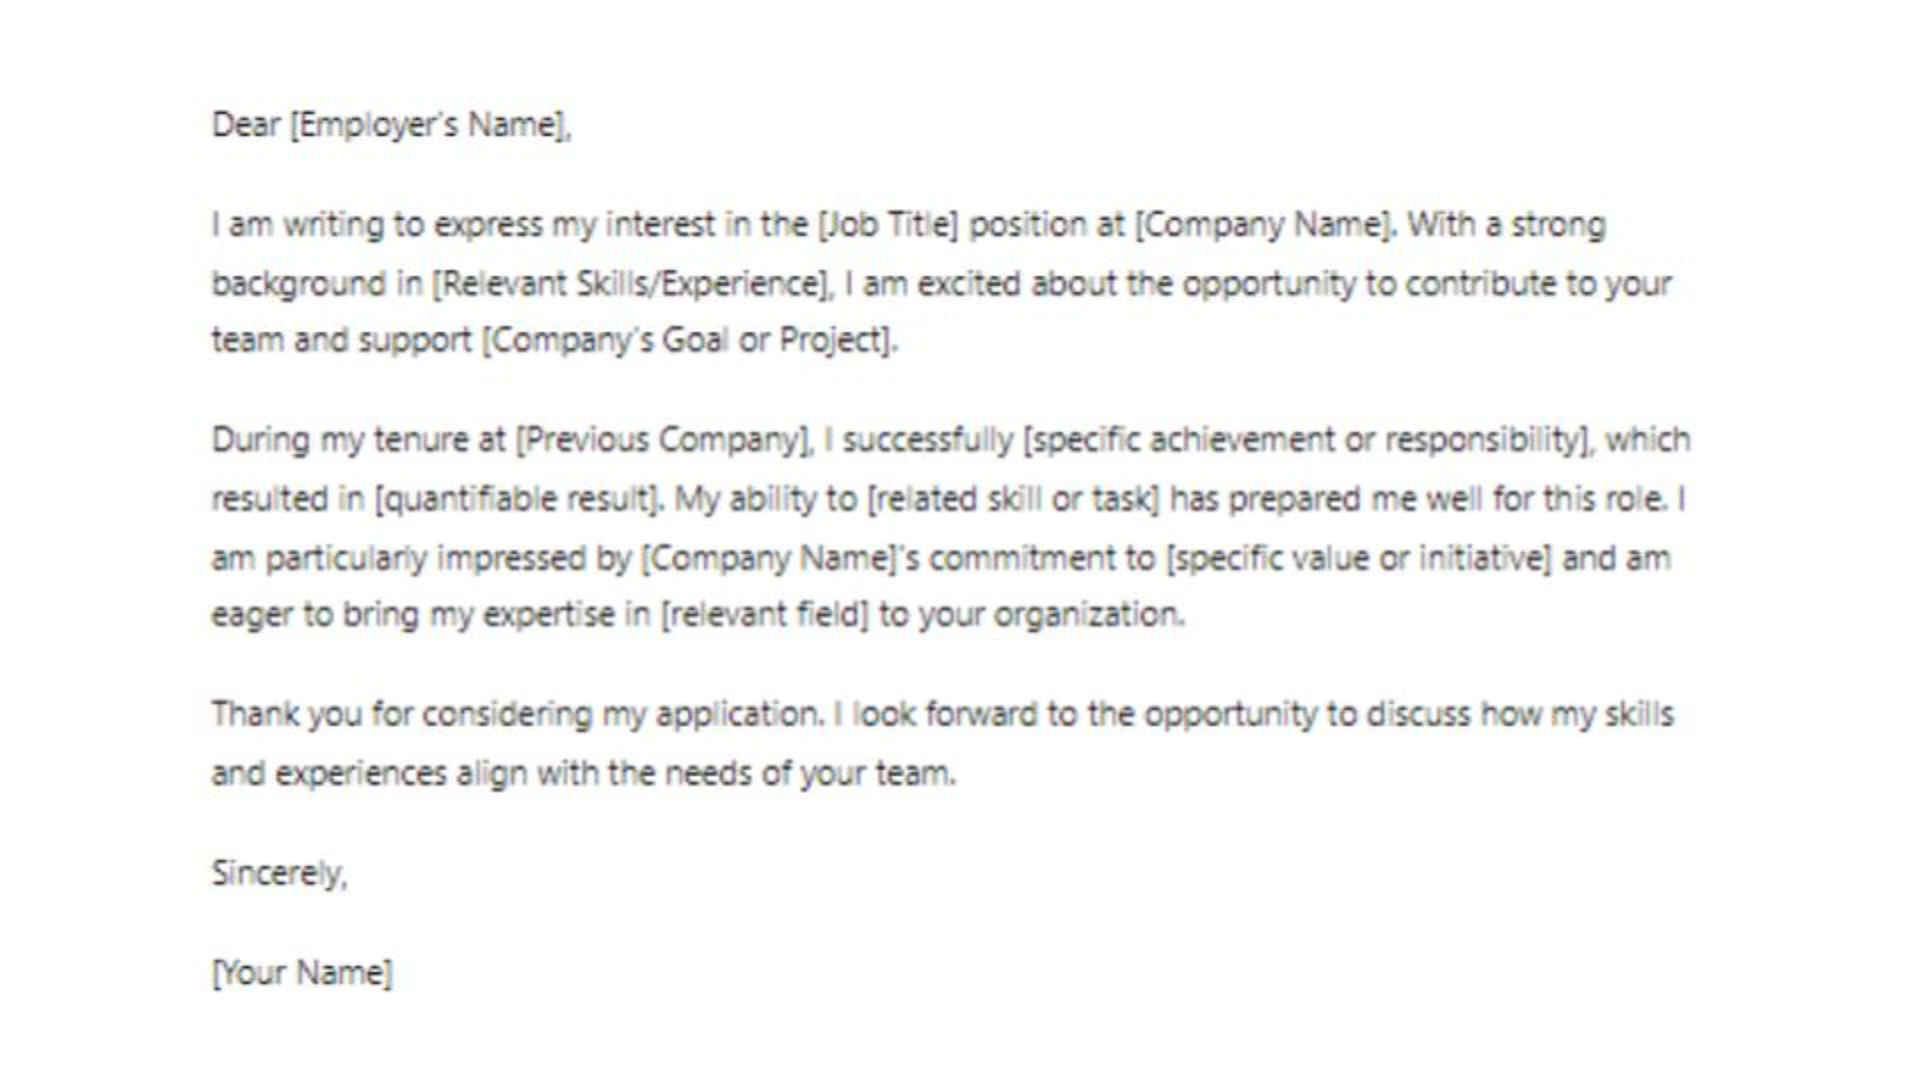 Dear [Employer's Name],
I am writing to express my interest in the [Job Title] position at [Company Name]. With a strong
background in [Relevant Skills/Experience], I am excited about the opportunity to contribute to your
team and support [Company's Goal or Project].
During my tenure at [Previous Company], I successfully [specific achievement or responsibility], which
resulted in [quantifiable result]. My ability to [related skill or task] has prepared me well for this role. I
am particularly impressed by [Company Name]'s commitment to [specific value or initiative] and am
eager to bring my expertise in [relevant field] to your organization.
Thank you for considering my application. I look forward to the opportunity to discuss how my skills
and experiences align with the needs of your team.
Sincerely,
[Your Name]